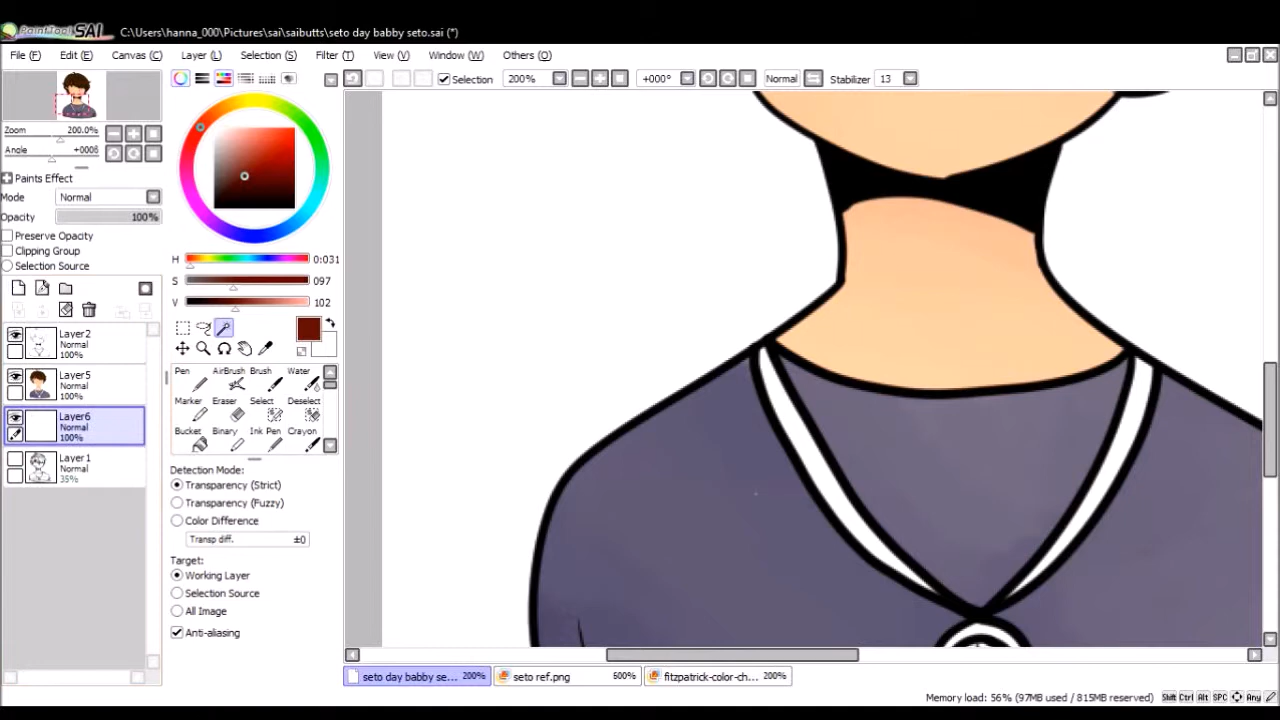 PaintTool SAI C:\Users\hanna_000\Pictures\sai\saibutts\seto day babby seto.sai (*)
File (F) Edit (E) Canvas (C) Layer (L) Selection (S) Filter (T) View (V) Window (W) Others (O)
Selection 200% +000° Normal Stabilizer 13
Zoom 200.0%
Angle +000δ
Paints Effect
Mode Normal
Opacity 100%
Preserve Opacity
Clipping Group
Selection Source
Layer2
Normal
100%
Layer5
Normal
100%
Layer6
Normal
100%
Layer1
Normal
35%
H 0:031
S 097
V 102
Pen AirBrush Brush Water
Marker Eraser Select Deselect
Bucket Binary Ink Pen Crayon
Detection Mode:
Transparency (Strict)
Transparency (Fuzzy)
Color Difference
Transp diff. ±0
Target:
Working Layer
Selection Source
All Image
Anti-aliasing
seto day babby se... 200% seto ref.png 600% fitzpatrick-color-ch... 200%
Memory load: 56% (97MB used / 815MB reserved) Shift Ctrl Alt SPC Any